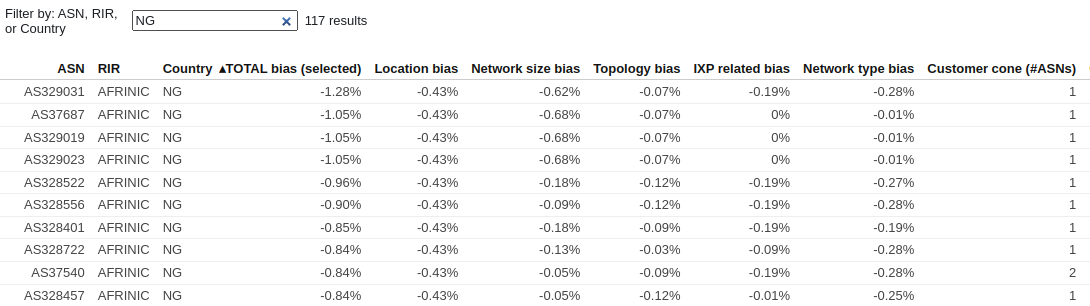 Filter by: ASN, RIR,
or Country
NG × 117 results
ASN RIR Country ▲TOTAL bias (selected) Location bias Network size bias Topology bias IXP related bias Network type bias Customer cone (#ASNs)
AS329031 AFRINIC NG -1.28% -0.43% -0.62% -0.07% -0.19% -0.28% 1
AS37687 AFRINIC NG -1.05% -0.43% -0.68% -0.07% 0% -0.01% 1
AS329019 AFRINIC NG -1.05% -0.43% -0.68% -0.07% 0% -0.01% 1
AS329023 AFRINIC NG -1.05% -0.43% -0.68% -0.07% 0% -0.01% 1
AS328522 AFRINIC NG -0.96% -0.43% -0.18% -0.12% -0.19% -0.27% 1
AS328556 AFRINIC NG -0.90% -0.43% -0.09% -0.12% -0.19% -0.28% 1
AS328401 AFRINIC NG -0.85% -0.43% -0.18% -0.09% -0.19% -0.19% 1
AS328722 AFRINIC NG -0.84% -0.43% -0.13% -0.03% -0.09% -0.28% 1
AS37540 AFRINIC NG -0.84% -0.43% -0.05% -0.09% -0.19% -0.28% 2
AS328457 AFRINIC NG -0.84% -0.43% -0.05% -0.12% -0.01% -0.25% 1